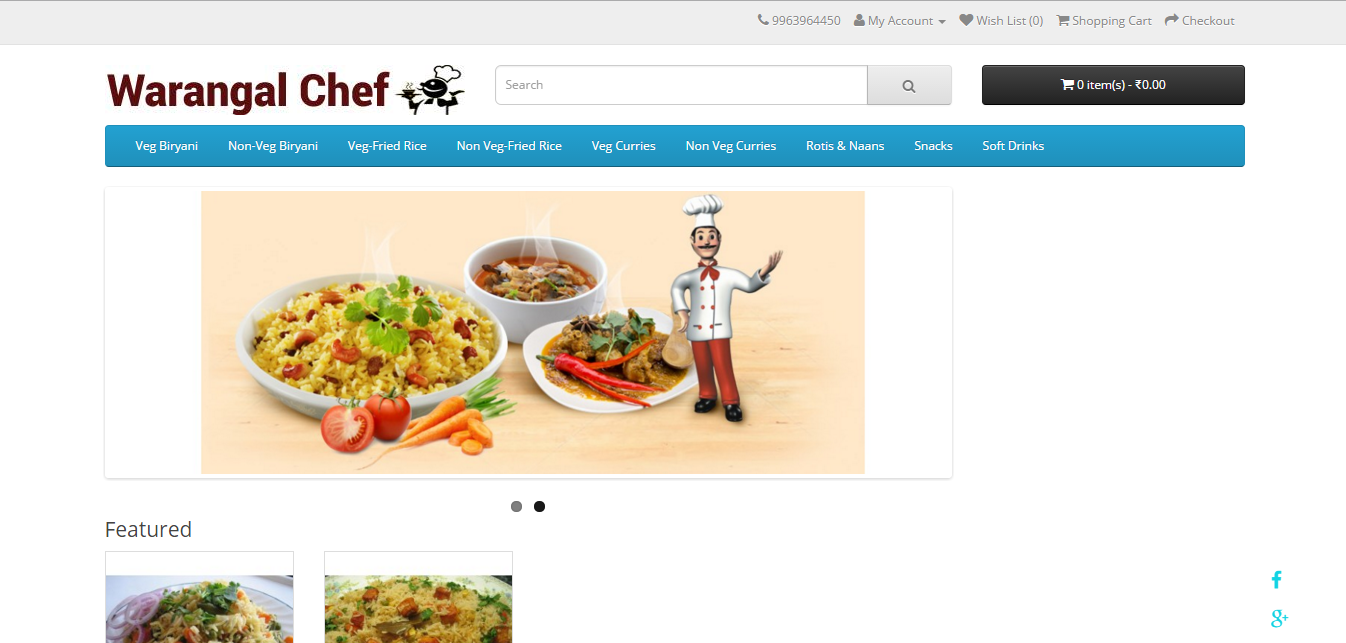 9963964450 My Account Wish List (0) Shopping Cart Checkout
Warangal Chef
Search
0 item(s) - ₹0.00
Veg Biryani Non-Veg Biryani Veg-Fried Rice Non Veg-Fried Rice Veg Curries Non Veg Curries Rotis & Naans Snacks Soft Drinks
Featured